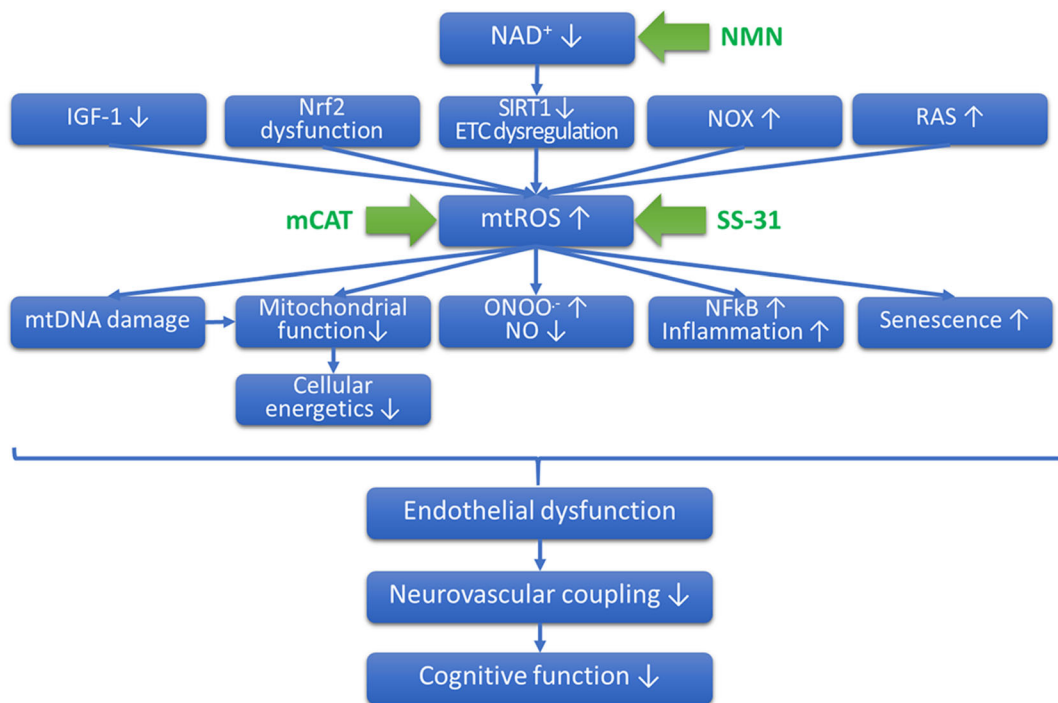 NAD⁺ ↓
NMN
IGF-1 ↓
Nrf2
dysfunction
SIRT1 ↓
ETC dysregulation
NOX ↑
RAS ↑
mCAT
mtROS ↑
SS-31
mtDNA damage
Mitochondrial
function ↓
ONOO·⁻ ↑
NO ↓
NFkB ↑
Inflammation ↑
Senescence ↑
Cellular
energetics ↓
Endothelial dysfunction
Neurovascular coupling ↓
Cognitive function ↓